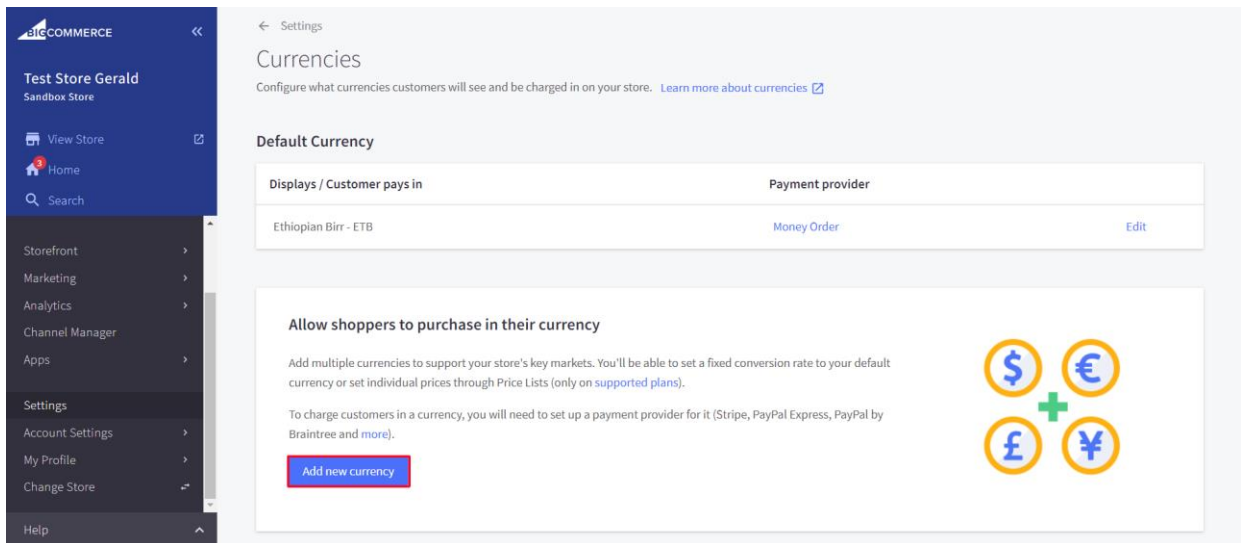 BIGCOMMERCE
Test Store Gerald
Sandbox Store
View Store
3
Home
Search
Storefront
Marketing
Analytics
Channel Manager
Apps
Settings
Account Settings
My Profile
Change Store
Help
← Settings
Currencies
Configure what currencies customers will see and be charged in on your store. Learn more about currencies
Default Currency
Displays / Customer pays in Payment provider
Ethiopian Birr - ETB Money Order Edit
Allow shoppers to purchase in their currency
Add multiple currencies to support your store's key markets. You'll be able to set a fixed conversion rate to your default
currency or set individual prices through Price Lists (only on supported plans).
To charge customers in a currency, you will need to set up a payment provider for it (Stripe, PayPal Express, PayPal by
Braintree and more).
Add new currency
$ €
+
£ ¥